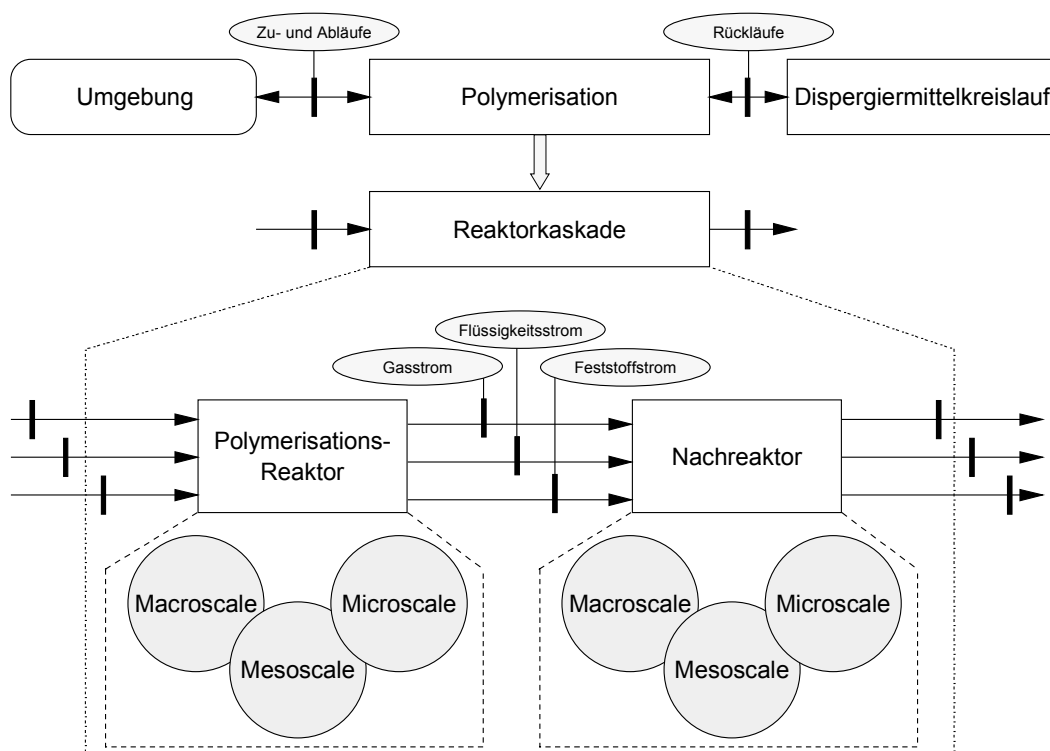 Zu- und Abläufe
Rückläufe
Umgebung
Polymerisation
Dispergiermittelkreislauf
Reaktorkaskade
Flüssigkeitsstrom
Gasstrom
Feststoffstrom
Polymerisations-
Reaktor
Nachreaktor
Macroscale
Microscale
Mesoscale
Macroscale
Microscale
Mesoscale